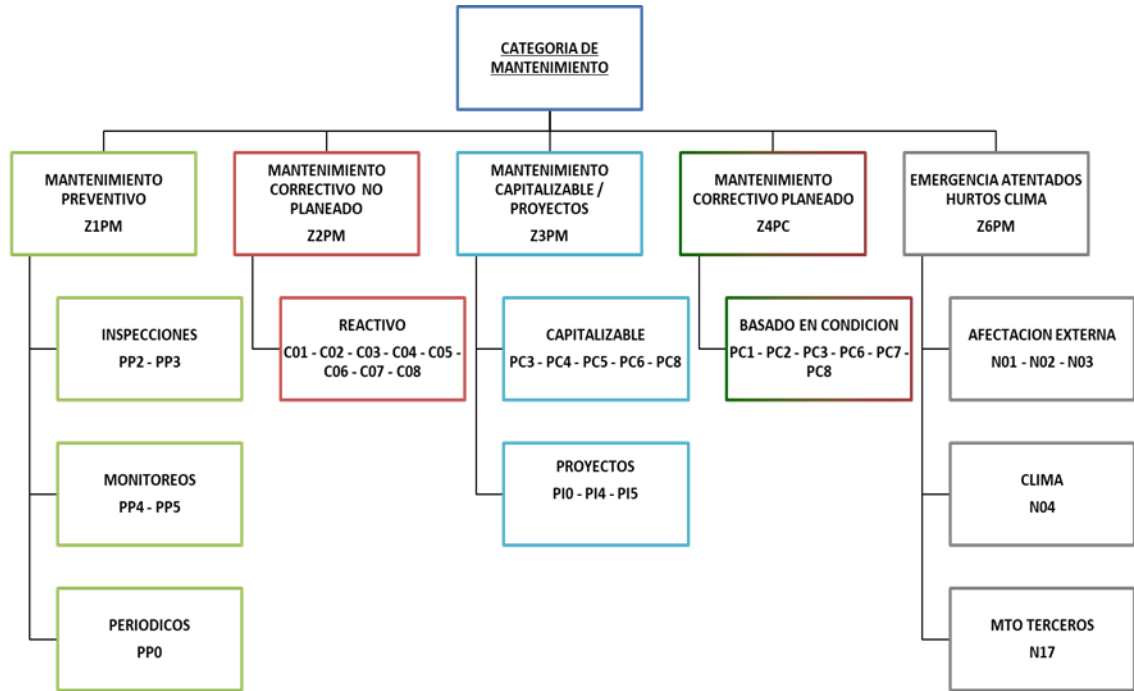 CATEGORIA DE
MANTENIMIENTO
MANTENIMIENTO
PREVENTIVO
Z1PM
MANTENIMIENTO
CORRECTIVO NO
PLANEADO
Z2PM
MANTENIMIENTO
CAPITALIZABLE /
PROYECTOS
Z3PM
MANTENIMIENTO
CORRECTIVO PLANEADO
Z4PC
EMERGENCIA ATENTADOS
HURTOS CLIMA
Z6PM
INSPECCIONES
PP2 - PP3
REACTIVO
C01 - C02 - C03 - C04 - C05 -
C06 - C07 - C08
CAPITALIZABLE
PC3 - PC4 - PC5 - PC6 - PC8
BASADO EN CONDICION
PC1 - PC2 - PC3 - PC6 - PC7 -
PC8
AFECTACION EXTERNA
N01 - N02 - N03
MONITOREOS
PP4 - PP5
PROYECTOS
PI0 - PI4 - PI5
CLIMA
N04
PERIODICOS
PP0
MTO TERCEROS
N17